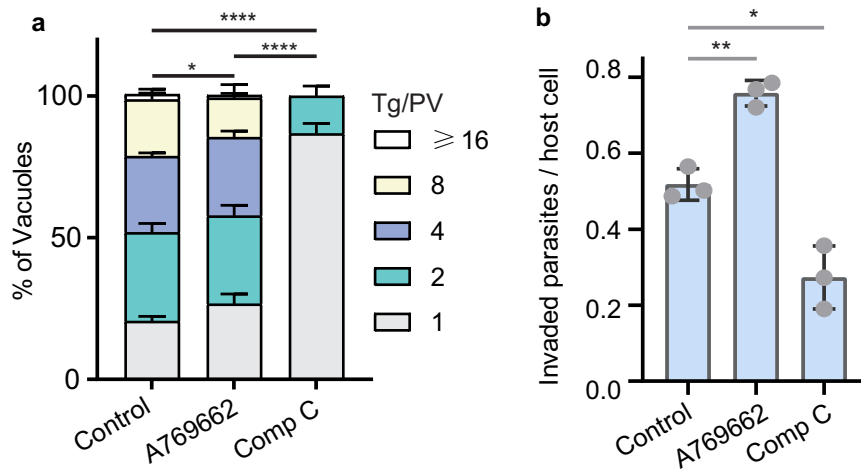 a
****
****
*
% of Vacuoles
100
50
0
Control
A769662
Comp C
Tg/PV
⩾ 16
8
4
2
1
b
*
**
Invaded parasites / host cell
0.8
0.6
0.4
0.2
0.0
Control
A769662
Comp C